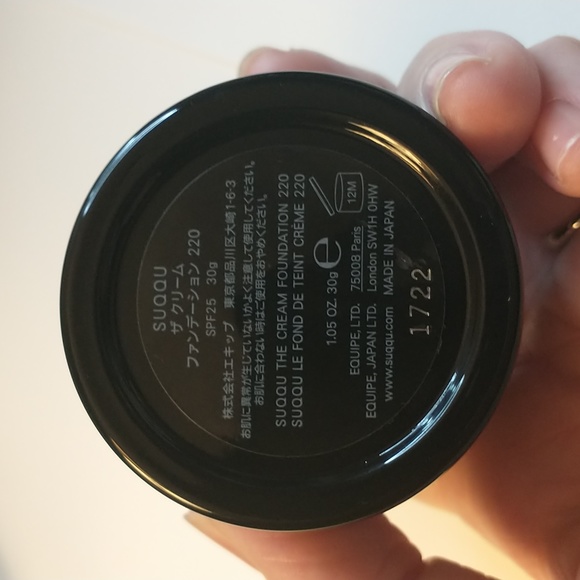 SUQQU
ザ クリーム
ファンデーション 220
SPF25 30g
株式会社エキップ 東京都品川区大崎1-6-3
お肌に異常が生じていないかよく注意して使用してください。
お肌に合わない時はご使用をおやめください。
SUQQU THE CREAM FOUNDATION 220
SUQQU LE FOND DE TEINT CRÈME 220
1.05 OZ. 30g e
12M
EQUIPE, LTD. 75008 Paris
EQUIPE, JAPAN LTD. London SW1H 0HW
www.suqqu.com MADE IN JAPAN
1722